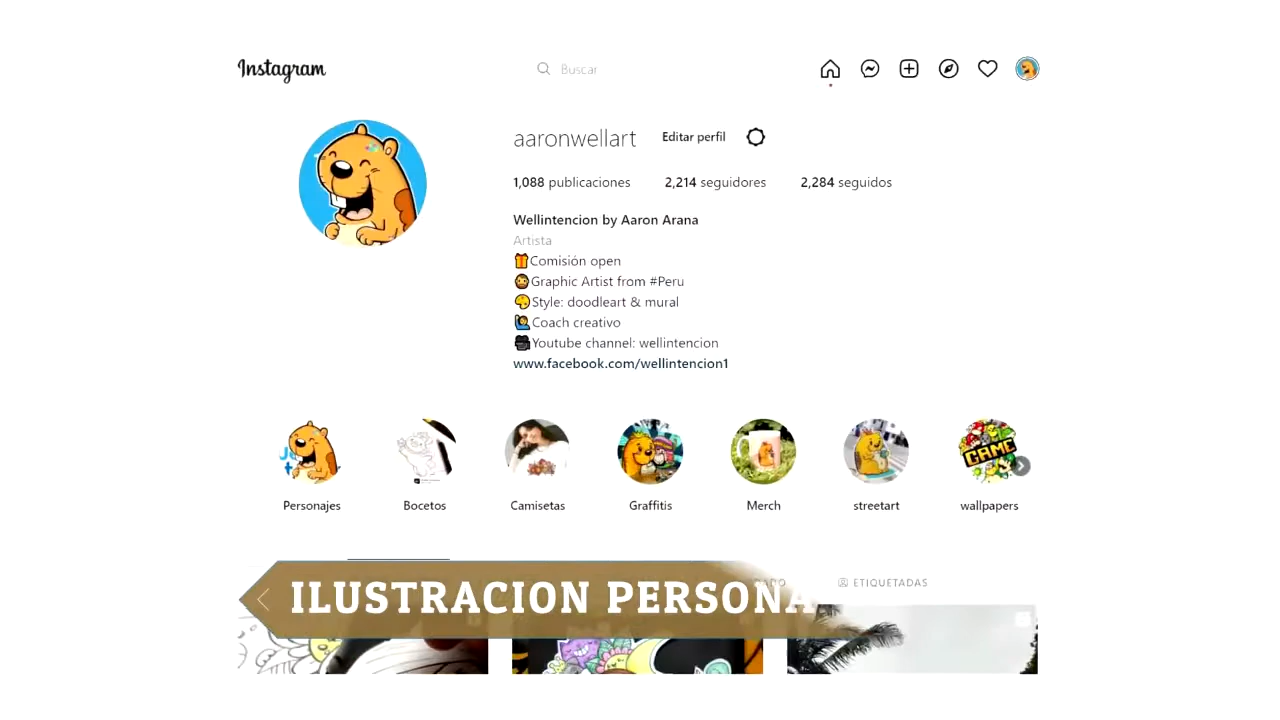 Instagram
Buscar
aaronwellart Editar perfil
1,088 publicaciones 2,214 seguidores 2,284 seguidos
Wellintencion by Aaron Arana
Artista
Comisión open
Graphic Artist from #Peru
Style: doodleart & mural
Coach creativo
Youtube channel: wellintencion
www.facebook.com/wellintencion1
GAME
Personajes Bocetos Camisetas Graffitis Merch streetart wallpapers
ETIQUETADAS
ILUSTRACION PERSONA